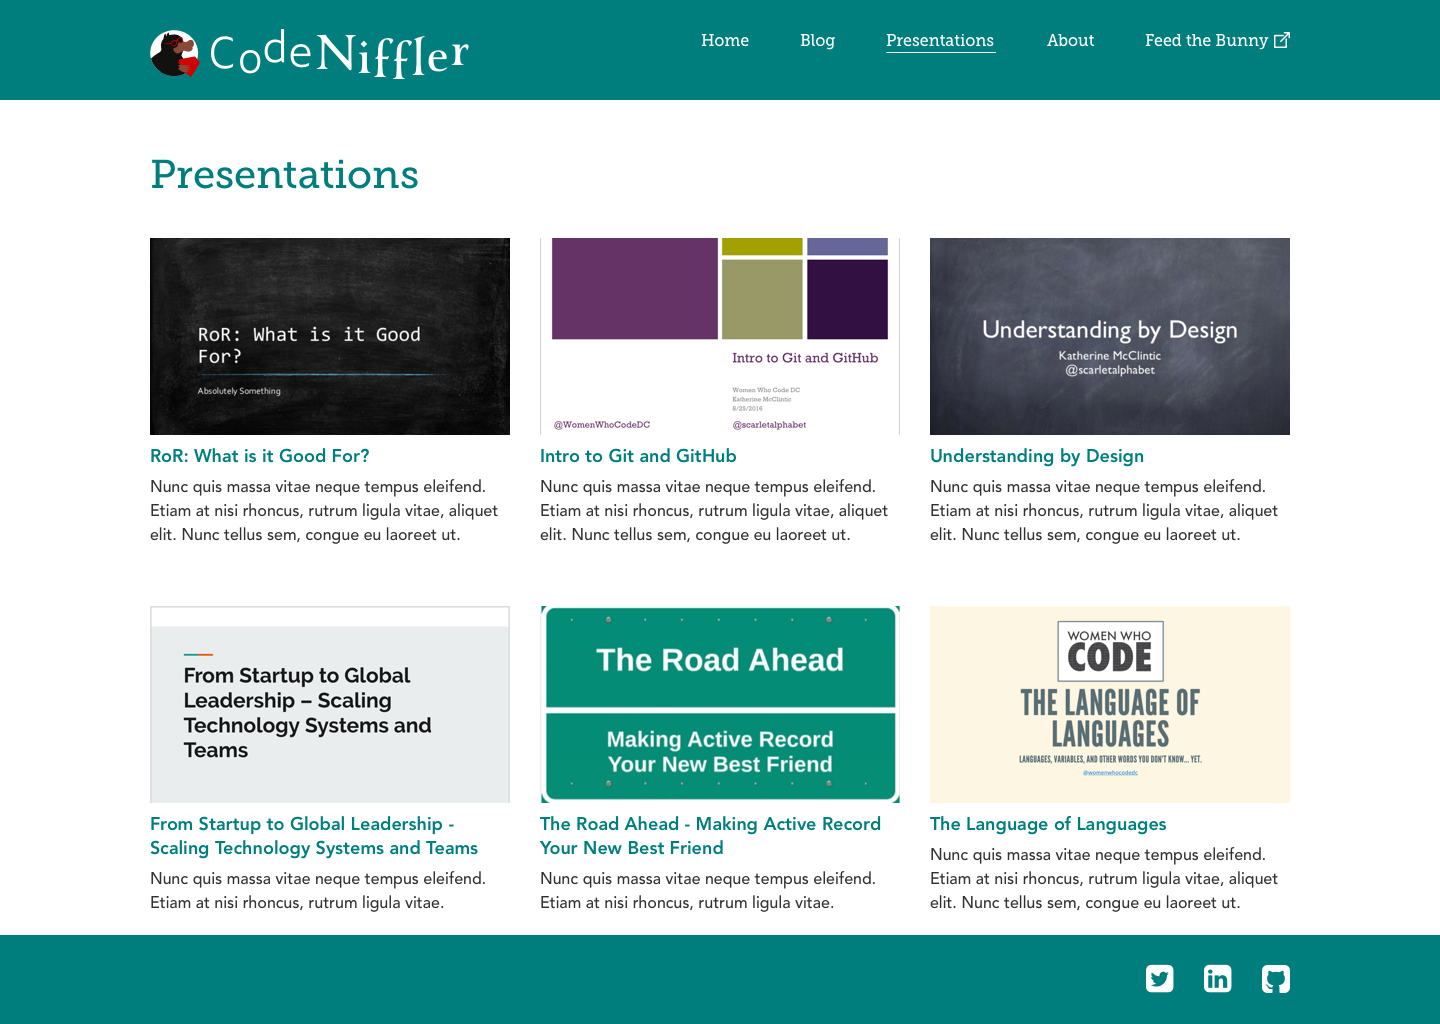 CodeNiffler
Home Blog Presentations About Feed the Bunny
Presentations
RoR: What is it Good
For?
Absolutely Something
RoR: What is it Good For?
Nunc quis massa vitae neque tempus eleifend.
Etiam at nisi rhoncus, rutrum ligula vitae, aliquet
elit. Nunc tellus sem, congue eu laoreet ut.
Intro to Git and GitHub
Women Who Code DC
Katherine McClintic
8/25/2016
@WomenWhoCodeDC @scarletalphabet
Intro to Git and GitHub
Nunc quis massa vitae neque tempus eleifend.
Etiam at nisi rhoncus, rutrum ligula vitae, aliquet
elit. Nunc tellus sem, congue eu laoreet ut.
Understanding by Design
Katherine McClintic
@scarletalphabet
Understanding by Design
Nunc quis massa vitae neque tempus eleifend.
Etiam at nisi rhoncus, rutrum ligula vitae, aliquet
elit. Nunc tellus sem, congue eu laoreet ut.
From Startup to Global
Leadership – Scaling
Technology Systems and
Teams
From Startup to Global Leadership -
Scaling Technology Systems and Teams
Nunc quis massa vitae neque tempus eleifend.
Etiam at nisi rhoncus, rutrum ligula vitae.
The Road Ahead
Making Active Record
Your New Best Friend
The Road Ahead - Making Active Record
Your New Best Friend
Nunc quis massa vitae neque tempus eleifend.
Etiam at nisi rhoncus, rutrum ligula vitae.
WOMEN WHO
CODE
THE LANGUAGE OF
LANGUAGES
LANGUAGES, VARIABLES, AND OTHER WORDS YOU DON'T KNOW... YET.
@womenwhocodedc
The Language of Languages
Nunc quis massa vitae neque tempus eleifend.
Etiam at nisi rhoncus, rutrum ligula vitae, aliquet
elit. Nunc tellus sem, congue eu laoreet ut.
in